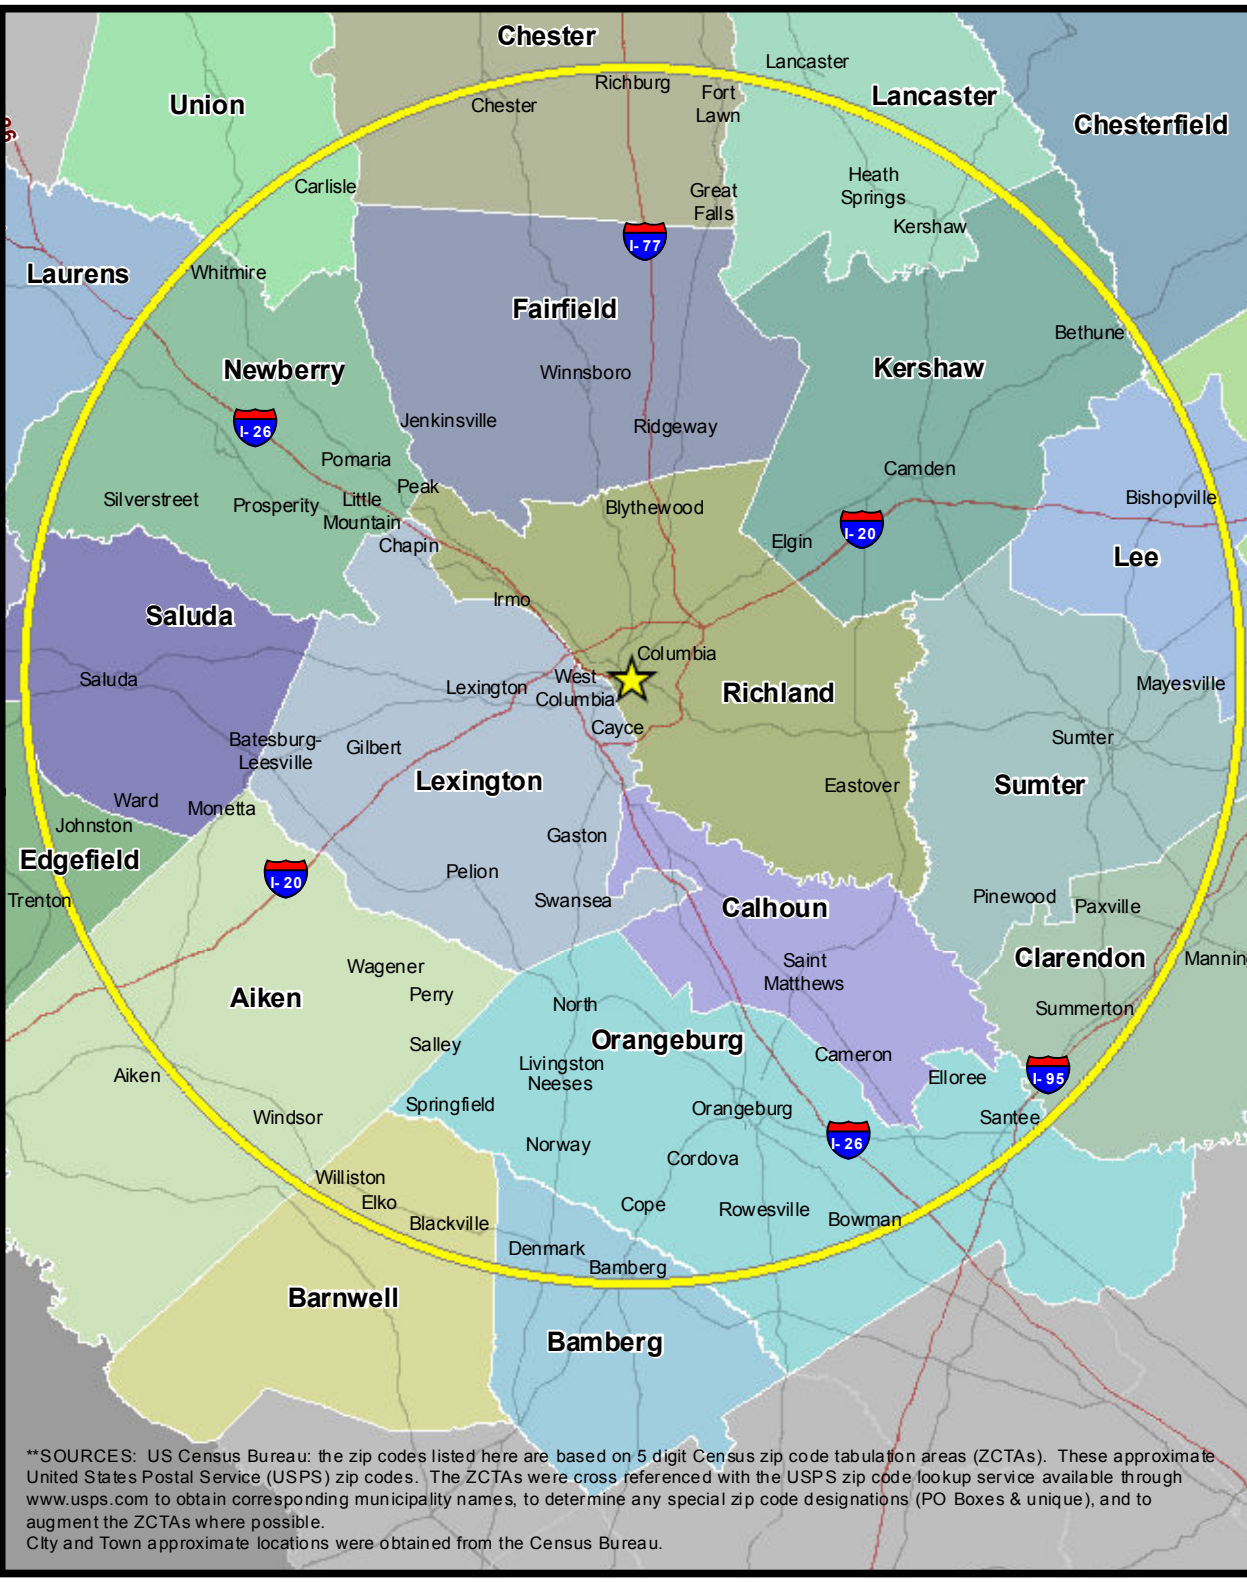 Chester
Lancaster
Richburg
Fort
Lawn
Chester
Union
Lancaster
Chesterfield
Carlisle
Heath
Springs
Great
Falls
Kershaw
I-77
Laurens
Whitmire
Fairfield
Bethune
Newberry
Winnsboro
Kershaw
I-26
Jenkinsville
Ridgeway
Pomaria
Camden
Peak
Silverstreet
Prosperity
Little
Mountain
Blythewood
Bishopville
Chapin
Elgin
I-20
Lee
Irmo
Saluda
Columbia
Saluda
Lexington
West
Columbia
Richland
Mayesville
Cayce
Sumter
Batesburg-
Leesville
Gilbert
Lexington
Eastover
Sumter
Ward
Monetta
Johnston
Gaston
Edgefield
I-20
Pelion
Trenton
Swansea
Calhoun
Pinewood
Paxville
Wagener
Saint
Matthews
Clarendon
Mannin
Aiken
Perry
North
Summerton
Salley
Orangeburg
Cameron
Aiken
Livingston
Neeses
Elloree
I-95
Windsor
Springfield
Orangeburg
Santee
Norway
I-26
Cordova
Williston
Elko
Cope
Rowesville
Bowman
Blackville
Denmark
Bamberg
Barnwell
Bamberg
**SOURCES: US Census Bureau: the zip codes listed here are based on 5 digit Census zip code tabulation areas (ZCTAs). These approximate
United States Postal Service (USPS) zip codes. The ZCTAs were cross referenced with the USPS zip code lookup service available through
www.usps.com to obtain corresponding municipality names, to determine any special zip code designations (PO Boxes & unique), and to
augment the ZCTAs where possible.
CIty and Town approximate locations were obtained from the Census Bureau.